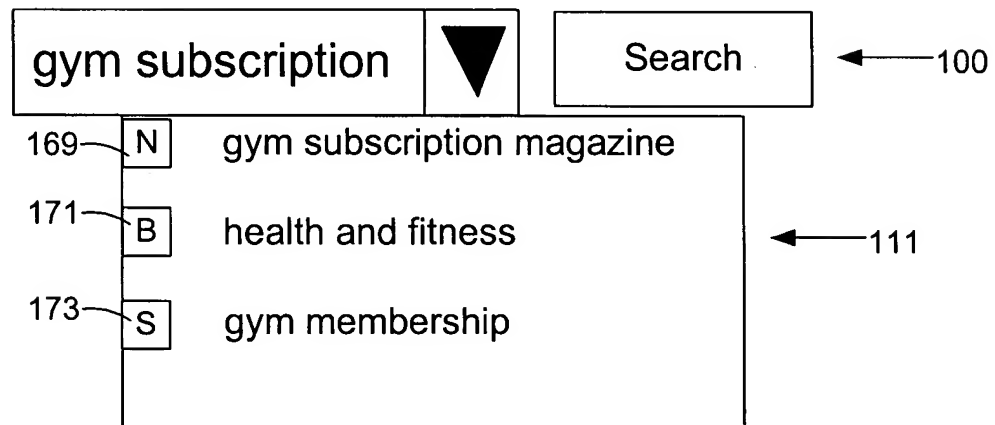 gym subscription Search 100
169 N gym subscription magazine
171 B health and fitness 111
173 S gym membership